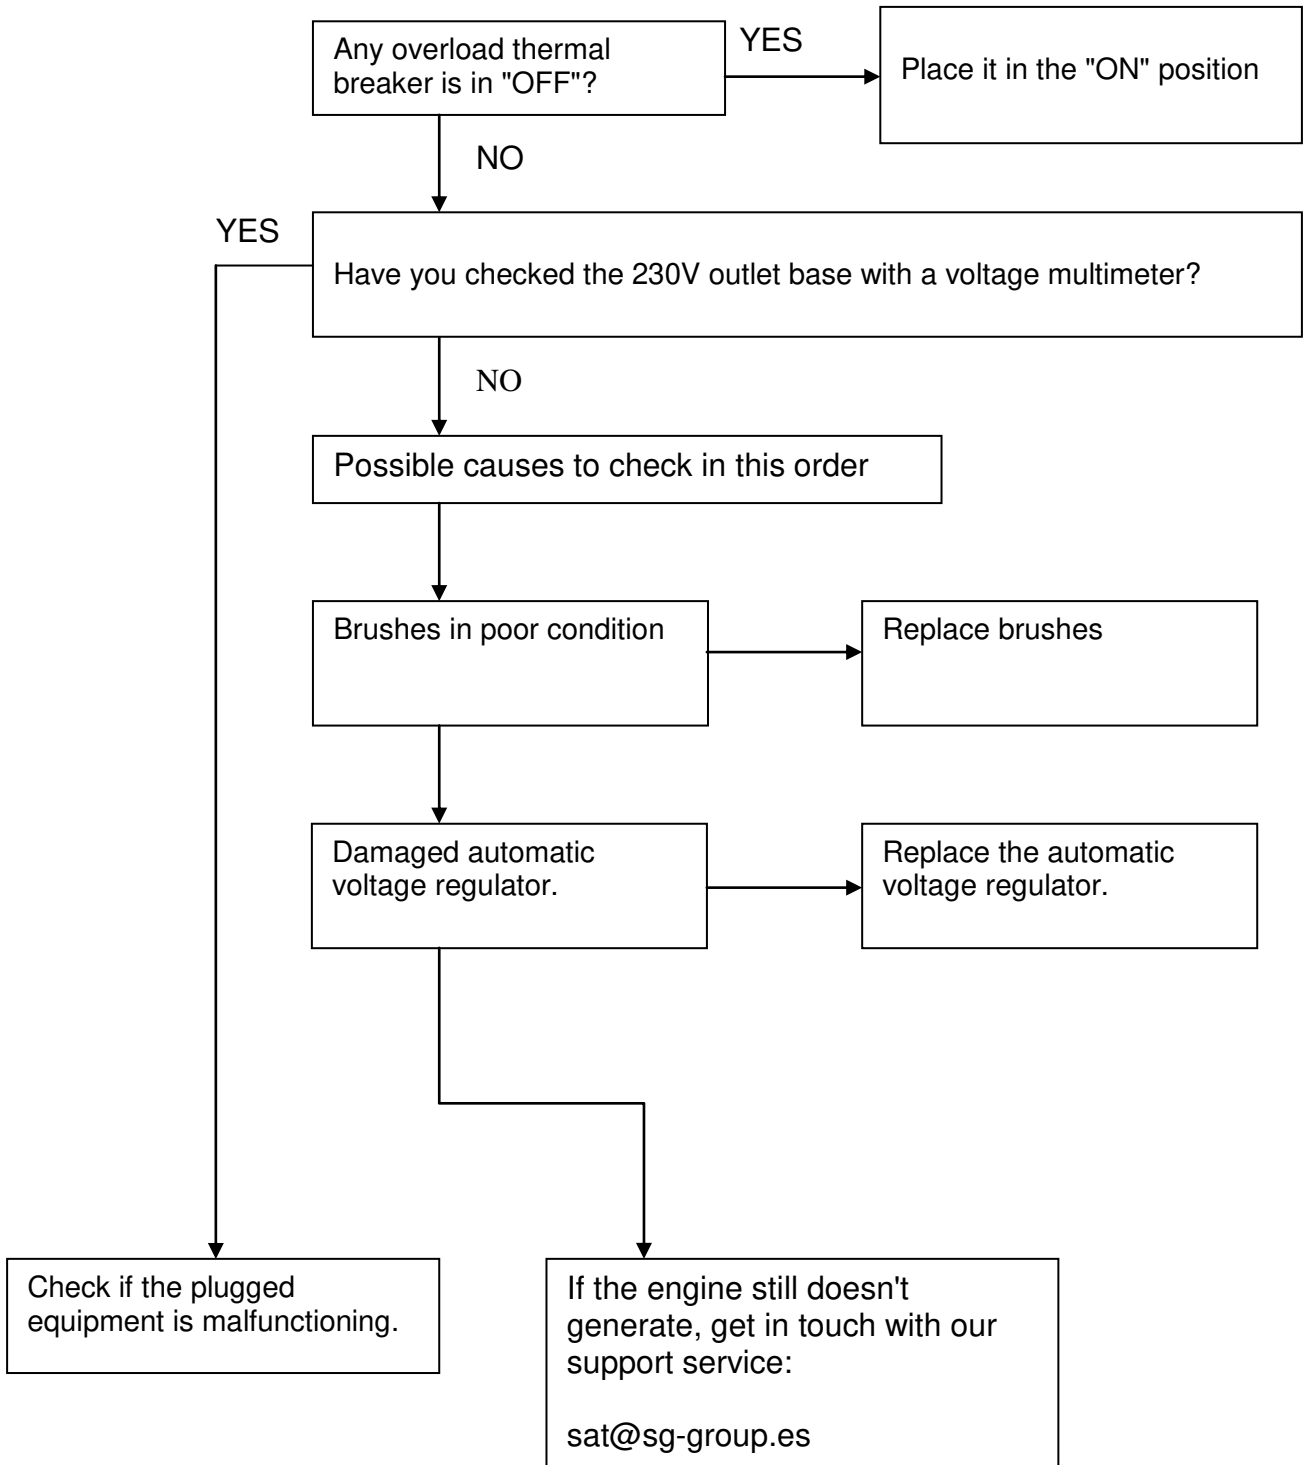 Any overload thermal
breaker is in "OFF"?
YES
Place it in the "ON" position
NO
YES
Have you checked the 230V outlet base with a voltage multimeter?
NO
Possible causes to check in this order
Brushes in poor condition
Replace brushes
Damaged automatic
voltage regulator.
Replace the automatic
voltage regulator.
Check if the plugged
equipment is malfunctioning.
If the engine still doesn't
generate, get in touch with our
support service:
sat@sg-group.es